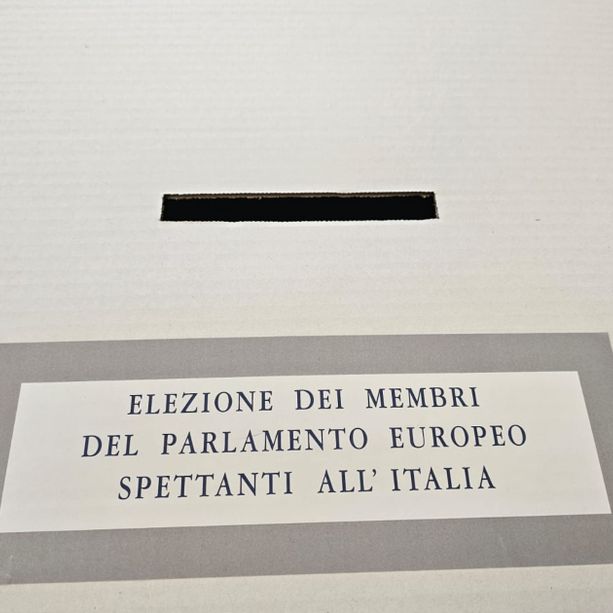 ELEZIONE DEI MEMBRI
DEL PARLAMENTO EUROPEO
SPETTANTI ALL' ITALIA